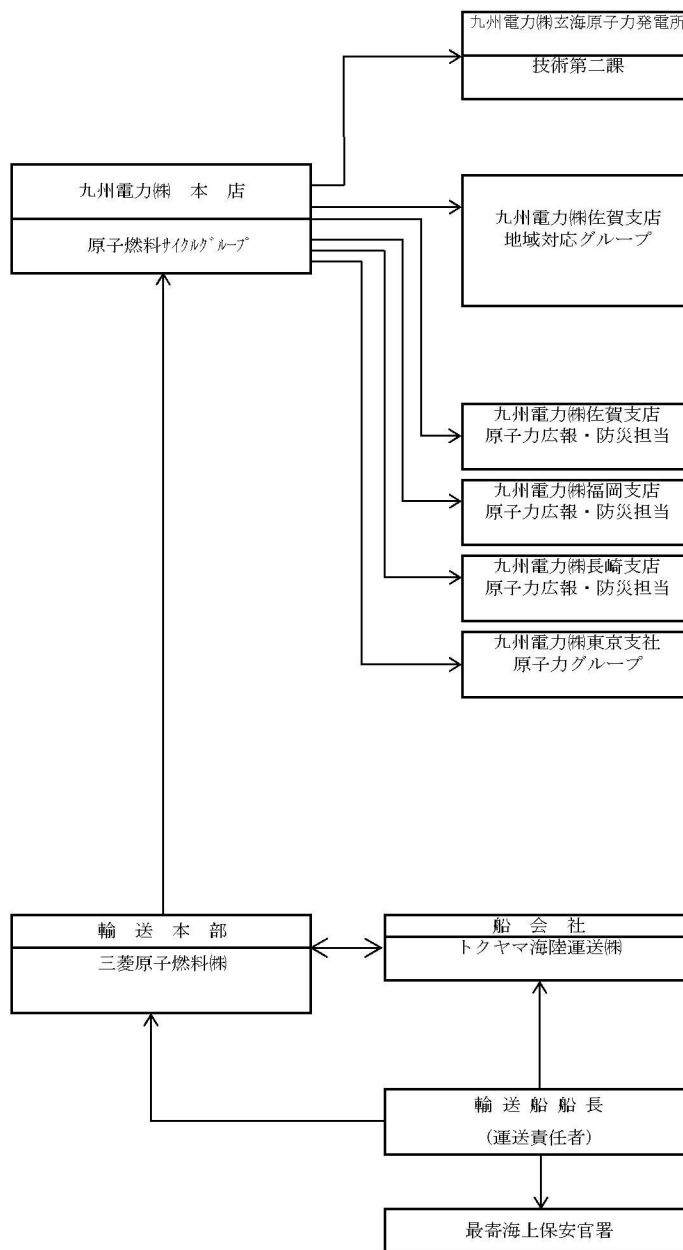 九州電力㈱玄海原子力発電所
技術第二課
九州電力㈱　本　店
原子燃料ｻｲｸﾙｸﾞﾙｰﾌﾟ
九州電力㈱佐賀支店
地域対応グループ
九州電力㈱佐賀支店
原子力広報・防災担当
九州電力㈱福岡支店
原子力広報・防災担当
九州電力㈱長崎支店
原子力広報・防災担当
九州電力㈱東京支社
原子力グループ
輸　送　本　部
三菱原子燃料㈱
船　会　社
トクヤマ海陸運送㈱
輸 送 船 船 長
(運送責任者)
最寄海上保安官署